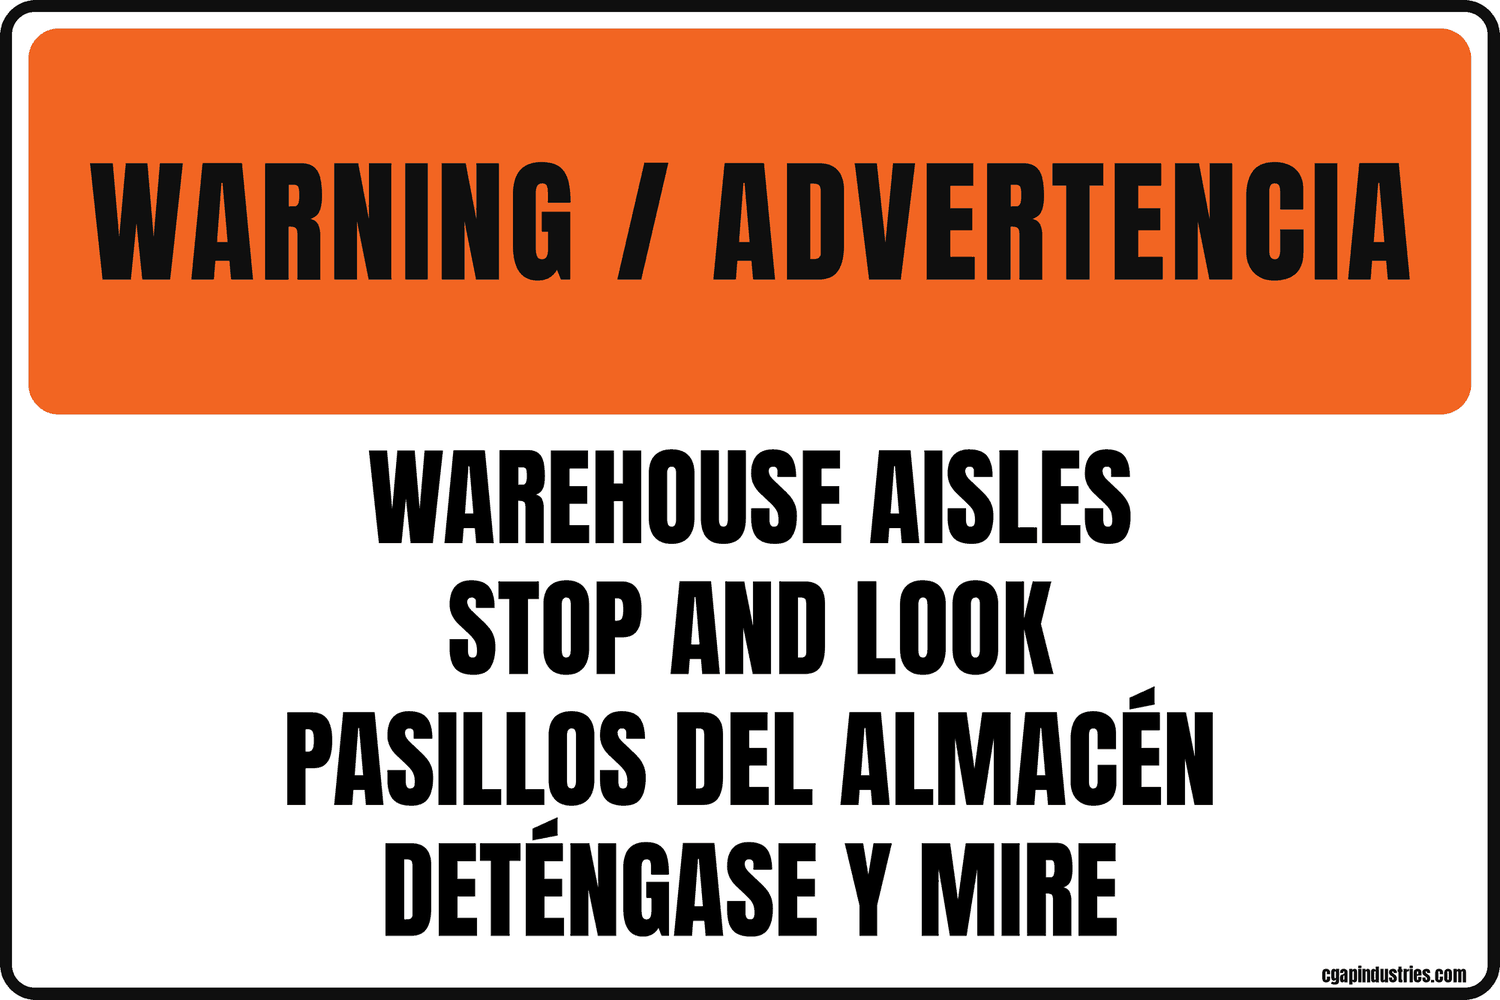 WARNING / ADVERTENCIA
WAREHOUSE AISLES
STOP AND LOOK
PASILLOS DEL ALMACÉN
DETÉNGASE Y MIRE
cgapindustries.com